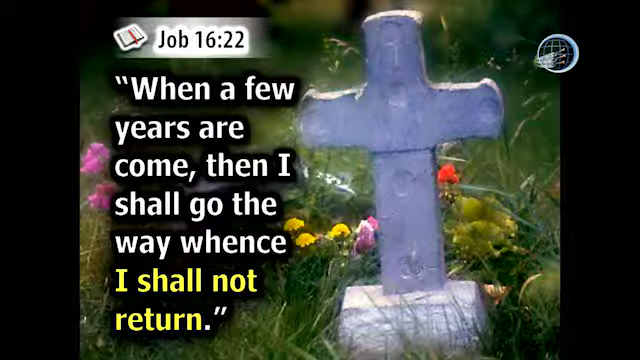 Job 16:22
“When a few
years are
come, then I
shall go the
way whence
I shall not
return.”